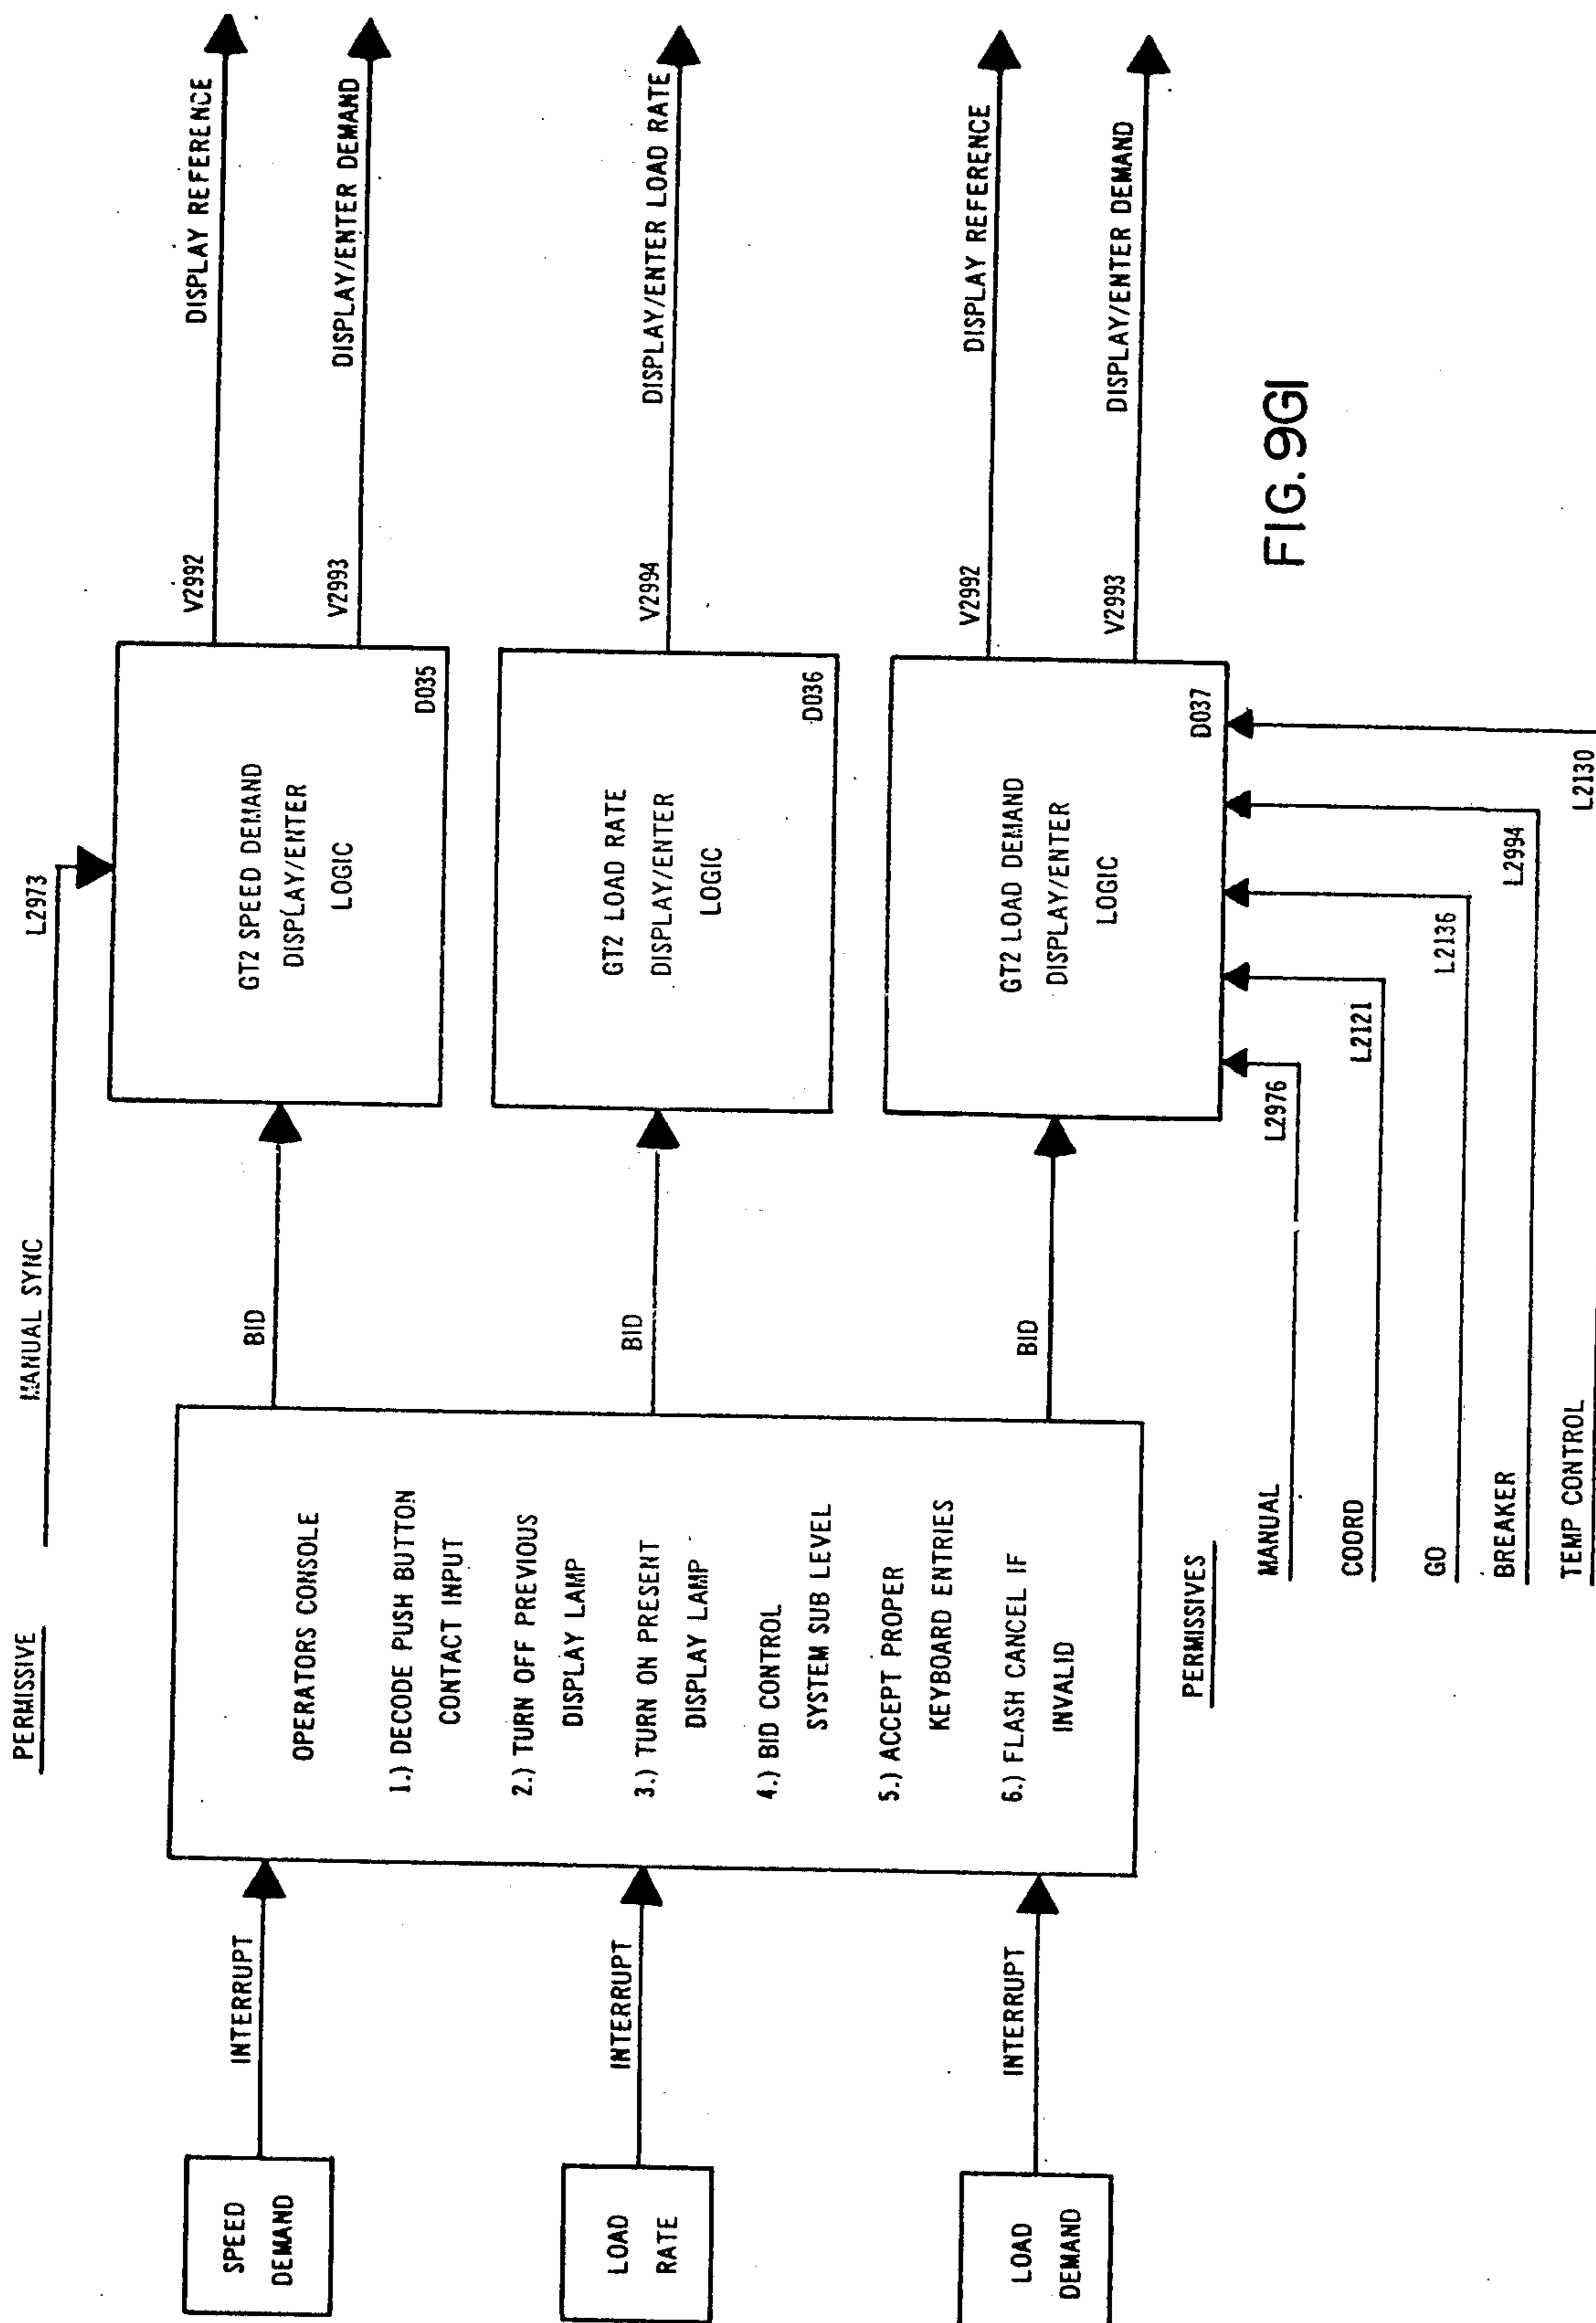 PERMISSIVE
MANUAL SYNC
L2973
SPEED
DEMAND
INTERRUPT
LOAD
RATE
INTERRUPT
LOAD
DEMAND
INTERRUPT
OPERATORS CONSOLE
1.) DECODE PUSH BUTTON
CONTACT INPUT
2.) TURN OFF PREVIOUS
DISPLAY LAMP
3.) TURN ON PRESENT
DISPLAY LAMP
4.) BID CONTROL
SYSTEM SUB LEVEL
5.) ACCEPT PROPER
KEYBOARD ENTRIES
6.) FLASH CANCEL IF
INVALID
BID
BID
BID
GT2 SPEED DEMAND
DISPLAY/ENTER
LOGIC
D035
V2992
DISPLAY REFERENCE
V2993
DISPLAY/ENTER DEMAND
GT2 LOAD RATE
DISPLAY/ENTER
LOGIC
D036
V2994
DISPLAY/ENTER LOAD RATE
GT2 LOAD DEMAND
DISPLAY/ENTER
LOGIC
D037
V2992
DISPLAY REFERENCE
V2993
DISPLAY/ENTER DEMAND
PERMISSIVES
MANUAL
L2976
COORD
L2121
GO
L2136
BREAKER
L2994
TEMP CONTROL
L2130
FIG. 9G1